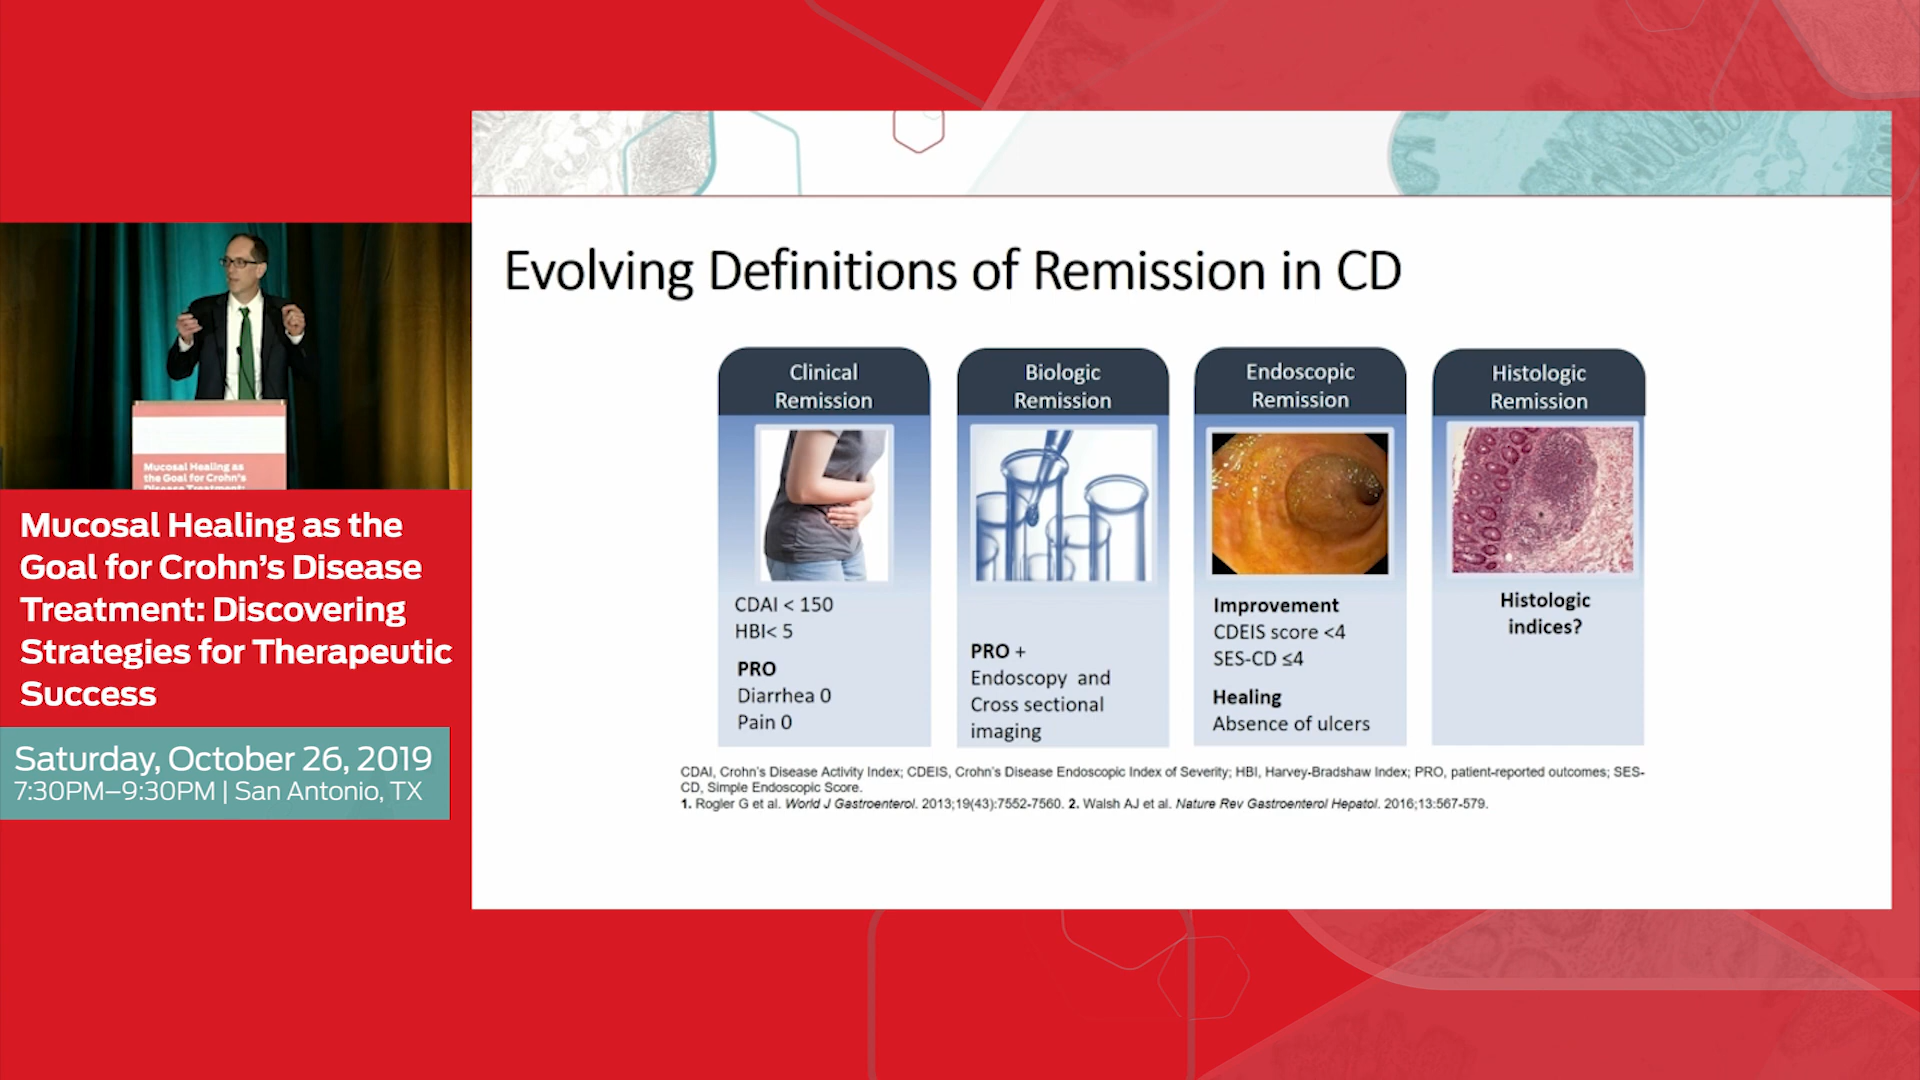 Mucosal Healing as
the Goal for Crohn's
Disease Treatment:
Mucosal Healing as the
Goal for Crohn's Disease
Treatment: Discovering
Strategies for Therapeutic
Success
Saturday, October 26, 2019
7:30PM–9:30PM | San Antonio, TX
Evolving Definitions of Remission in CD
Clinical
Remission
CDAI < 150
HBI< 5
PRO
Diarrhea 0
Pain 0
Biologic
Remission
PRO +
Endoscopy and
Cross sectional
imaging
Endoscopic
Remission
Improvement
CDEIS score <4
SES-CD ≤4
Healing
Absence of ulcers
Histologic
Remission
Histologic
indices?
CDAI, Crohn's Disease Activity Index; CDEIS, Crohn's Disease Endoscopic Index of Severity; HBI, Harvey-Bradshaw Index; PRO, patient-reported outcomes; SES-
CD, Simple Endoscopic Score.
1. Rogler G et al. World J Gastroenterol. 2013;19(43):7552-7560. 2. Walsh AJ et al. Nature Rev Gastroenterol Hepatol. 2016;13:567-579.